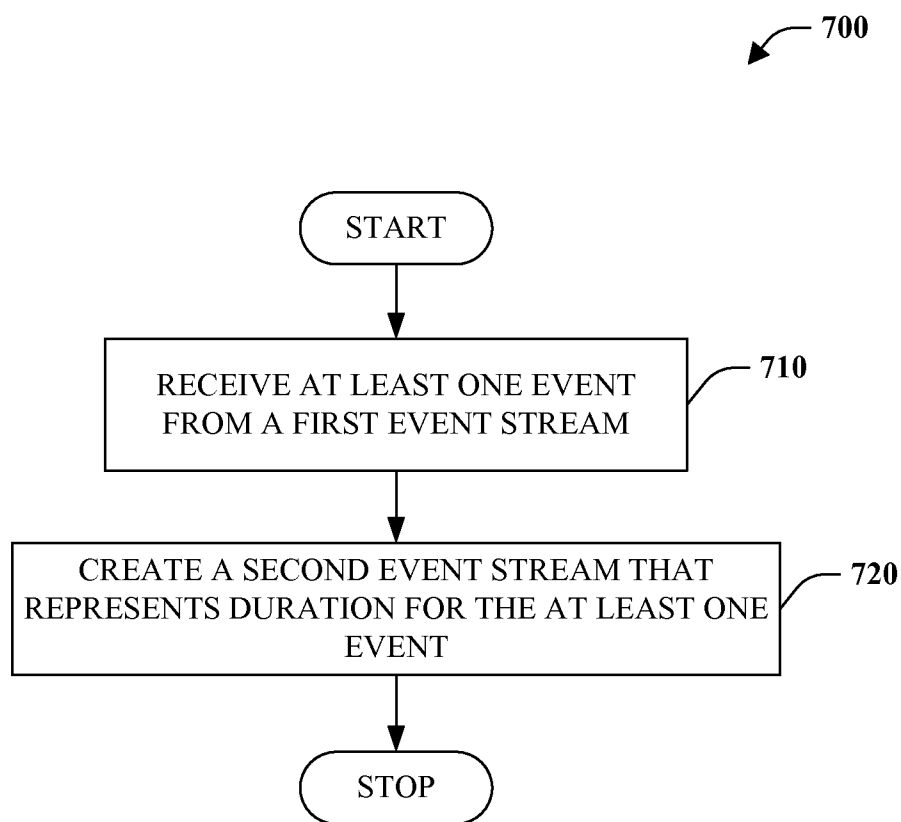 700
START
RECEIVE AT LEAST ONE EVENT
FROM A FIRST EVENT STREAM
710
CREATE A SECOND EVENT STREAM THAT
REPRESENTS DURATION FOR THE AT LEAST ONE
EVENT
720
STOP